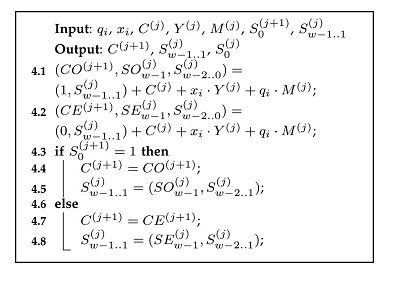 Input: q_i, x_i, C^(j), Y^(j), M^(j), S_0^(j+1), S_{w-1..1}^(j)
Output: C^(j+1), S_{w-1..1}^(j), S_0^(j)
4.1 (CO^(j+1), SO_{w-1}^(j), S_{w-2..0}^(j)) =
(1, S_{w-1..1}^(j)) + C^(j) + x_i · Y^(j) + q_i · M^(j);
4.2 (CE^(j+1), SE_{w-1}^(j), S_{w-2..0}^(j)) =
(0, S_{w-1..1}^(j)) + C^(j) + x_i · Y^(j) + q_i · M^(j);
4.3 if S_0^(j+1) = 1 then
4.4 C^(j+1) = CO^(j+1);
4.5 S_{w-1..1}^(j) = (SO_{w-1}^(j), S_{w-2..1}^(j));
4.6 else
4.7 C^(j+1) = CE^(j+1);
4.8 S_{w-1..1}^(j) = (SE_{w-1}^(j), S_{w-2..1}^(j));